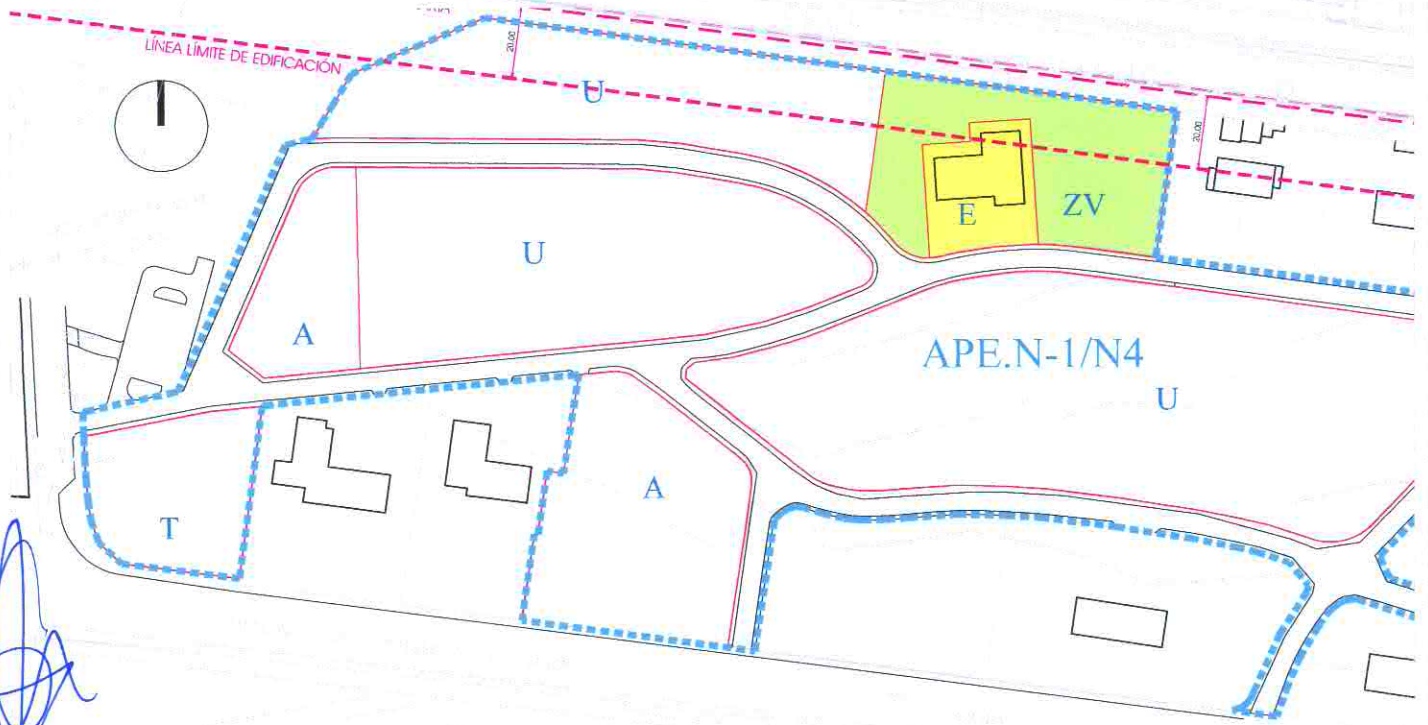 20.00
LÍNEA LÍMITE DE EDIFICACIÓN
U
20.00
E
ZV
U
A
APE.N-1/N4
U
A
T